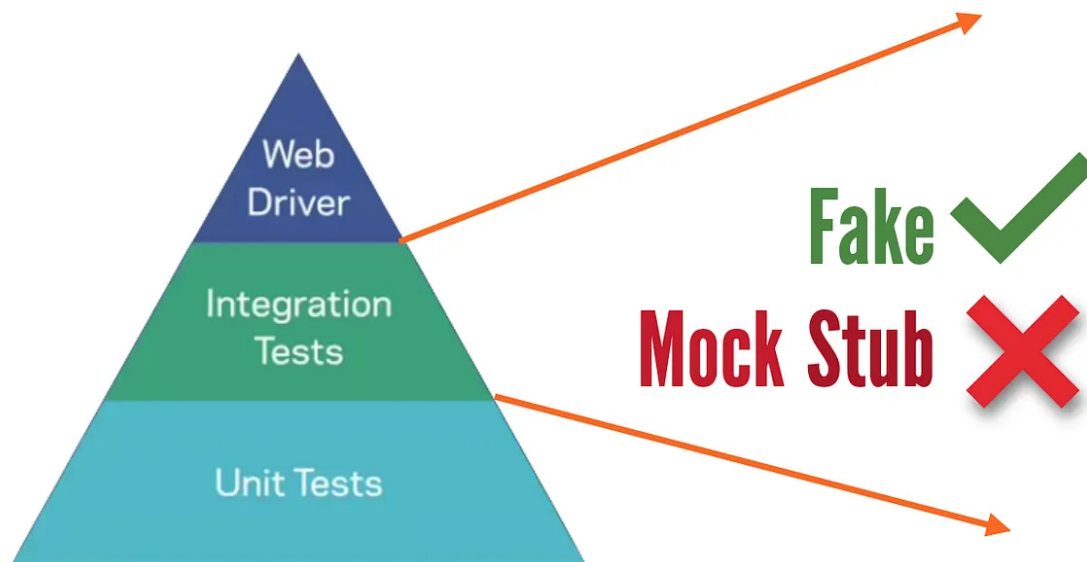 Web
Driver
Integration
Tests
Unit Tests
Fake
Mock Stub